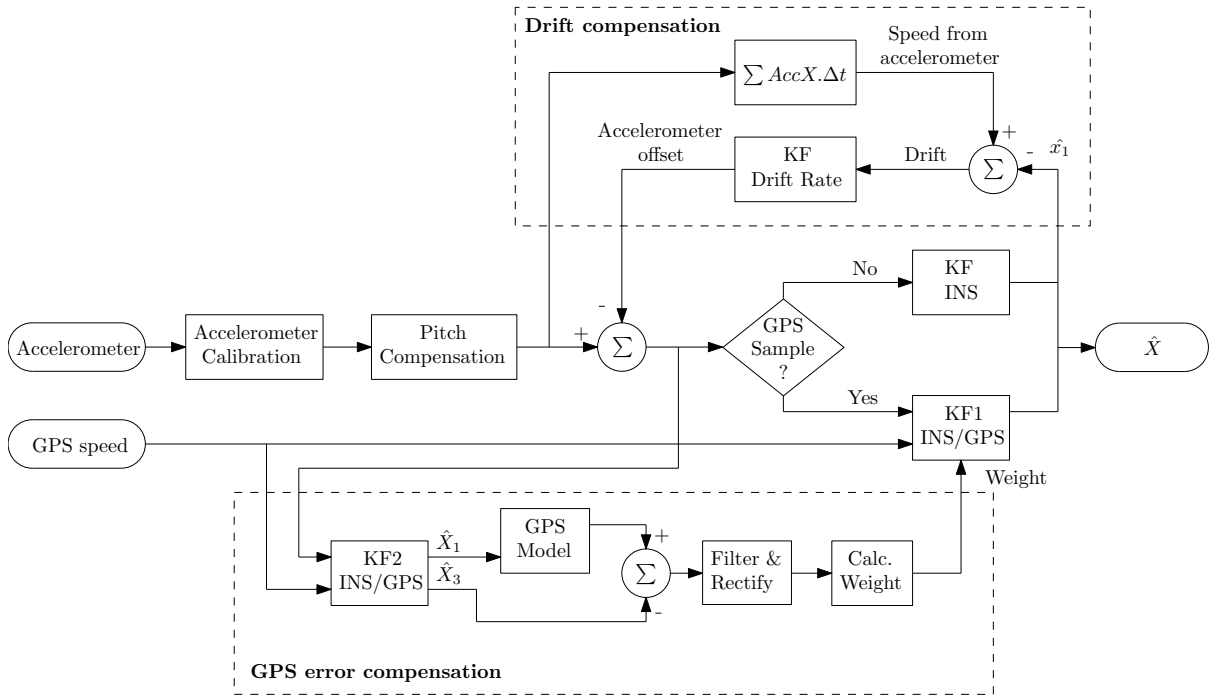 Drift compensation
Speed from
accelerometer
∑ AccX.Δt
+
-
x̂₁
Accelerometer
offset
KF
Drift Rate
Drift
∑
No
KF
INS
-
+
Accelerometer
Accelerometer
Calibration
Pitch
Compensation
∑
GPS
Sample
?
X̂
Yes
KF1
INS/GPS
GPS speed
Weight
KF2
INS/GPS
X̂₁
X̂₃
GPS
Model
+
∑
-
Filter &
Rectify
Calc.
Weight
GPS error compensation